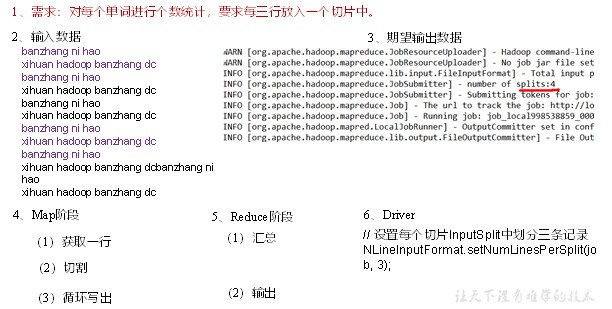 1、需求：对每个单词进行个数统计，要求每三行放入一个切片中。
2、输入数据
banzhang ni hao
xihuan hadoop banzhang dc
banzhang ni hao
xihuan hadoop banzhang dc
banzhang ni hao
xihuan hadoop banzhang dc
banzhang ni hao
xihuan hadoop banzhang dc
banzhang ni hao
xihuan hadoop banzhang dcbanzhang ni
hao
xihuan hadoop banzhang dc
3、期望输出数据
WARN [org.apache.hadoop.mapreduce.JobResourceUploader] - Hadoop command-line
WARN [org.apache.hadoop.mapreduce.JobResourceUploader] - No job jar file set
INFO [org.apache.hadoop.mapreduce.lib.input.FileInputFormat] - Total input p
INFO [org.apache.hadoop.mapreduce.JobSubmitter] - number of splits:4
INFO [org.apache.hadoop.mapreduce.JobSubmitter] - Submitting tokens for job:
INFO [org.apache.hadoop.mapreduce.Job] - The url to track the job: http://lo
INFO [org.apache.hadoop.mapreduce.Job] - Running job: job_local998538859_000
INFO [org.apache.hadoop.mapred.LocalJobRunner] - OutputCommitter set in conf
INFO [org.apache.hadoop.mapreduce.lib.output.FileOutputCommitter] - File Out
4、Map阶段
（1）获取一行
（2）切割
（3）循环写出
5、Reduce阶段
（1）汇总
（2）输出
6、Driver
// 设置每个切片InputSplit中划分三条记录
NLineInputFormat.setNumLinesPerSplit(jo
b, 3);
让天下没有难学的技术